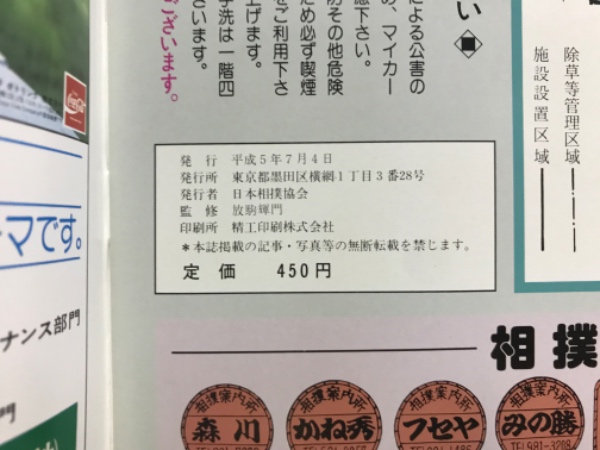 い◈
による公害の
め、マイカー
慮下さい。
防その他危険
ため必ず喫煙
をご利用下さ
上げます。
手洗は一階四
ざいます。
ございます。
除草等管理区域
施設設置区域
Coca-Cola
マです。
ナンス部門
門
発行 平成5年7月4日
発行所 東京都墨田区横網1丁目3番28号
発行者 日本相撲協会
監修 放駒輝門
印刷所 精工印刷株式会社
*本誌掲載の記事・写真等の無断転載を禁じます。
定価 450円
相撲
相撲案内所
森川
相撲案内所
かね秀
相撲案内所
フセヤ
相撲案内所
みの勝
TEL 631-3208